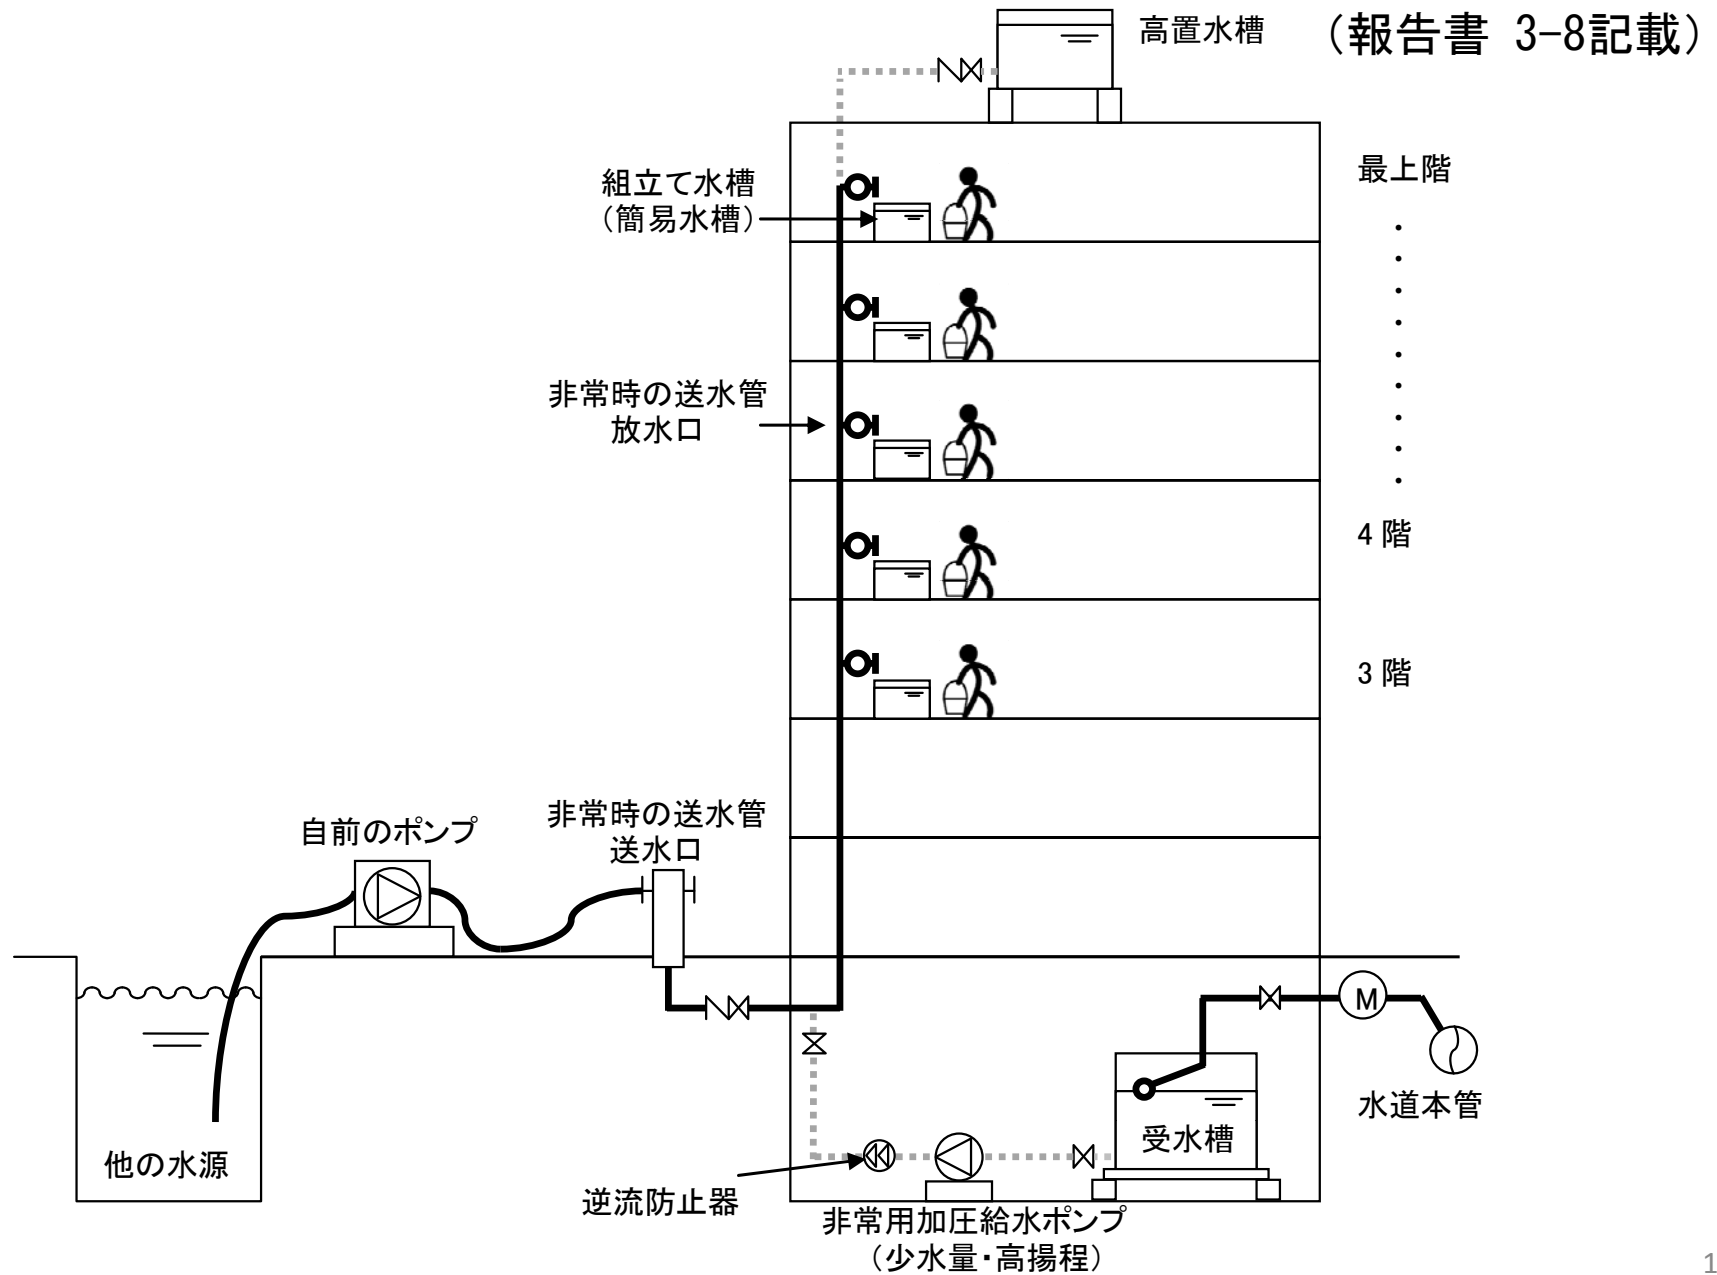 高置水槽
（報告書 3-8記載）
最上階
組立て水槽
（簡易水槽）
非常時の送水管
放水口
4 階
3 階
非常時の送水管
送水口
自前のポンプ
M
水道本管
受水槽
他の水源
逆流防止器
非常用加圧給水ポンプ
（少水量・高揚程）
1